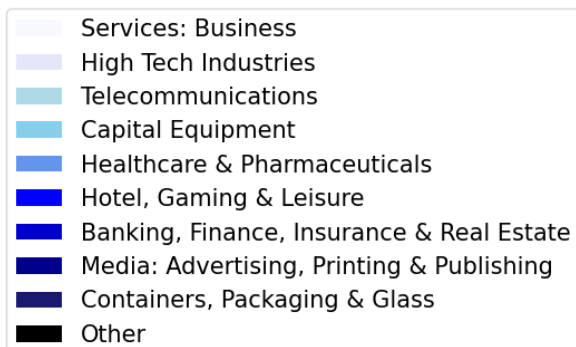 Services: Business
High Tech Industries
Telecommunications
Capital Equipment
Healthcare & Pharmaceuticals
Hotel, Gaming & Leisure
Banking, Finance, Insurance & Real Estate
Media: Advertising, Printing & Publishing
Containers, Packaging & Glass
Other